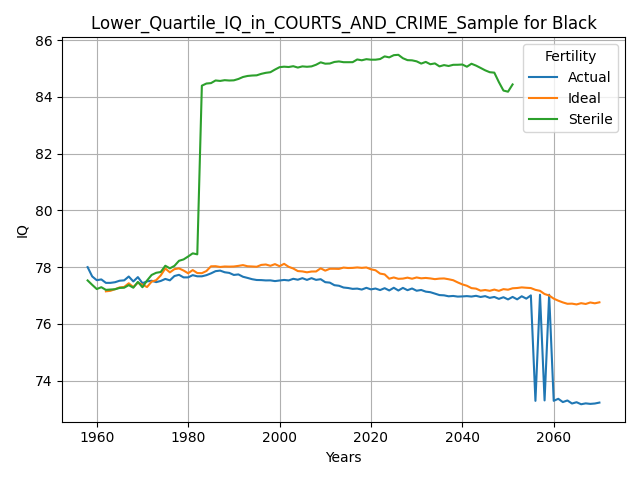 Lower_Quartile_IQ_in_COURTS_AND_CRIME_Sample for Black
86
84
82
80
78
76
74
IQ
1960
1980
2000
2020
2040
2060
Years
Fertility
Actual
Ideal
Sterile